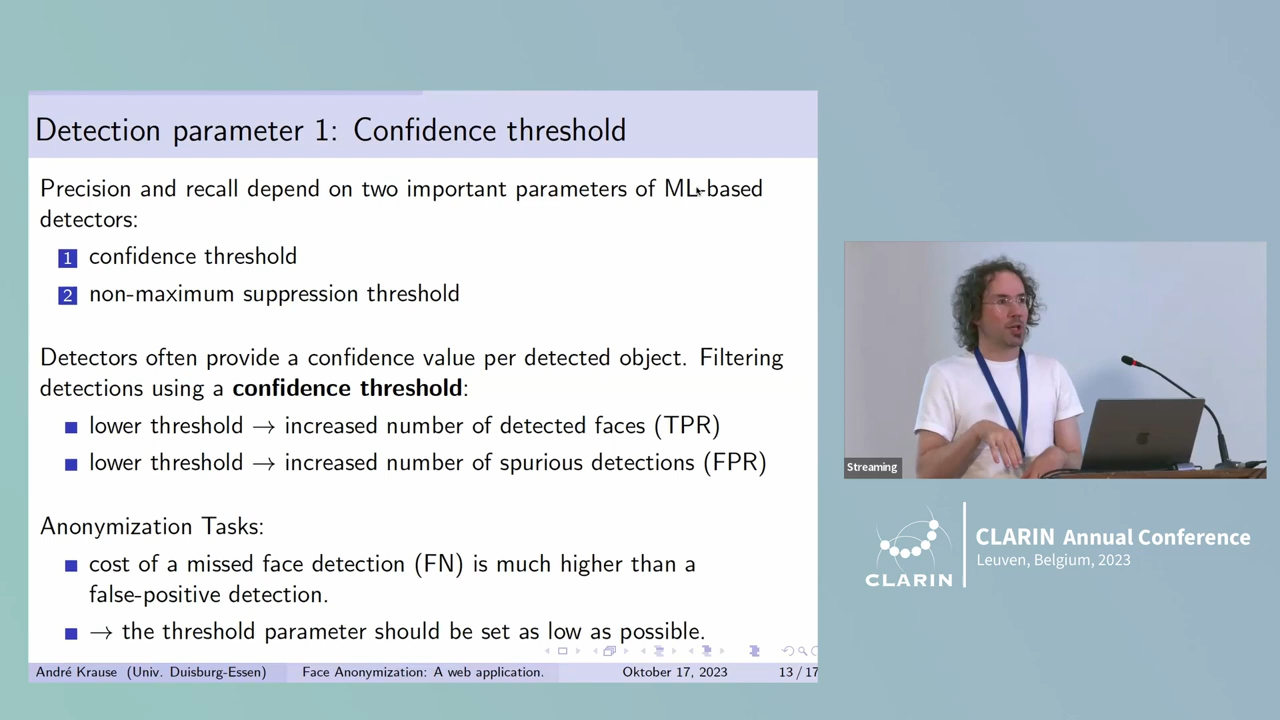 Detection parameter 1: Confidence threshold
Precision and recall depend on two important parameters of ML-based
detectors:
1 confidence threshold
2 non-maximum suppression threshold
Detectors often provide a confidence value per detected object. Filtering
detections using a confidence threshold:
lower threshold → increased number of detected faces (TPR)
lower threshold → increased number of spurious detections (FPR)
Anonymization Tasks:
cost of a missed face detection (FN) is much higher than a
false-positive detection.
→ the threshold parameter should be set as low as possible.
André Krause (Univ. Duisburg-Essen)
Face Anonymization: A web application.
Oktober 17, 2023
13 / 17
Streaming
CLARIN
CLARIN Annual Conference
Leuven, Belgium, 2023